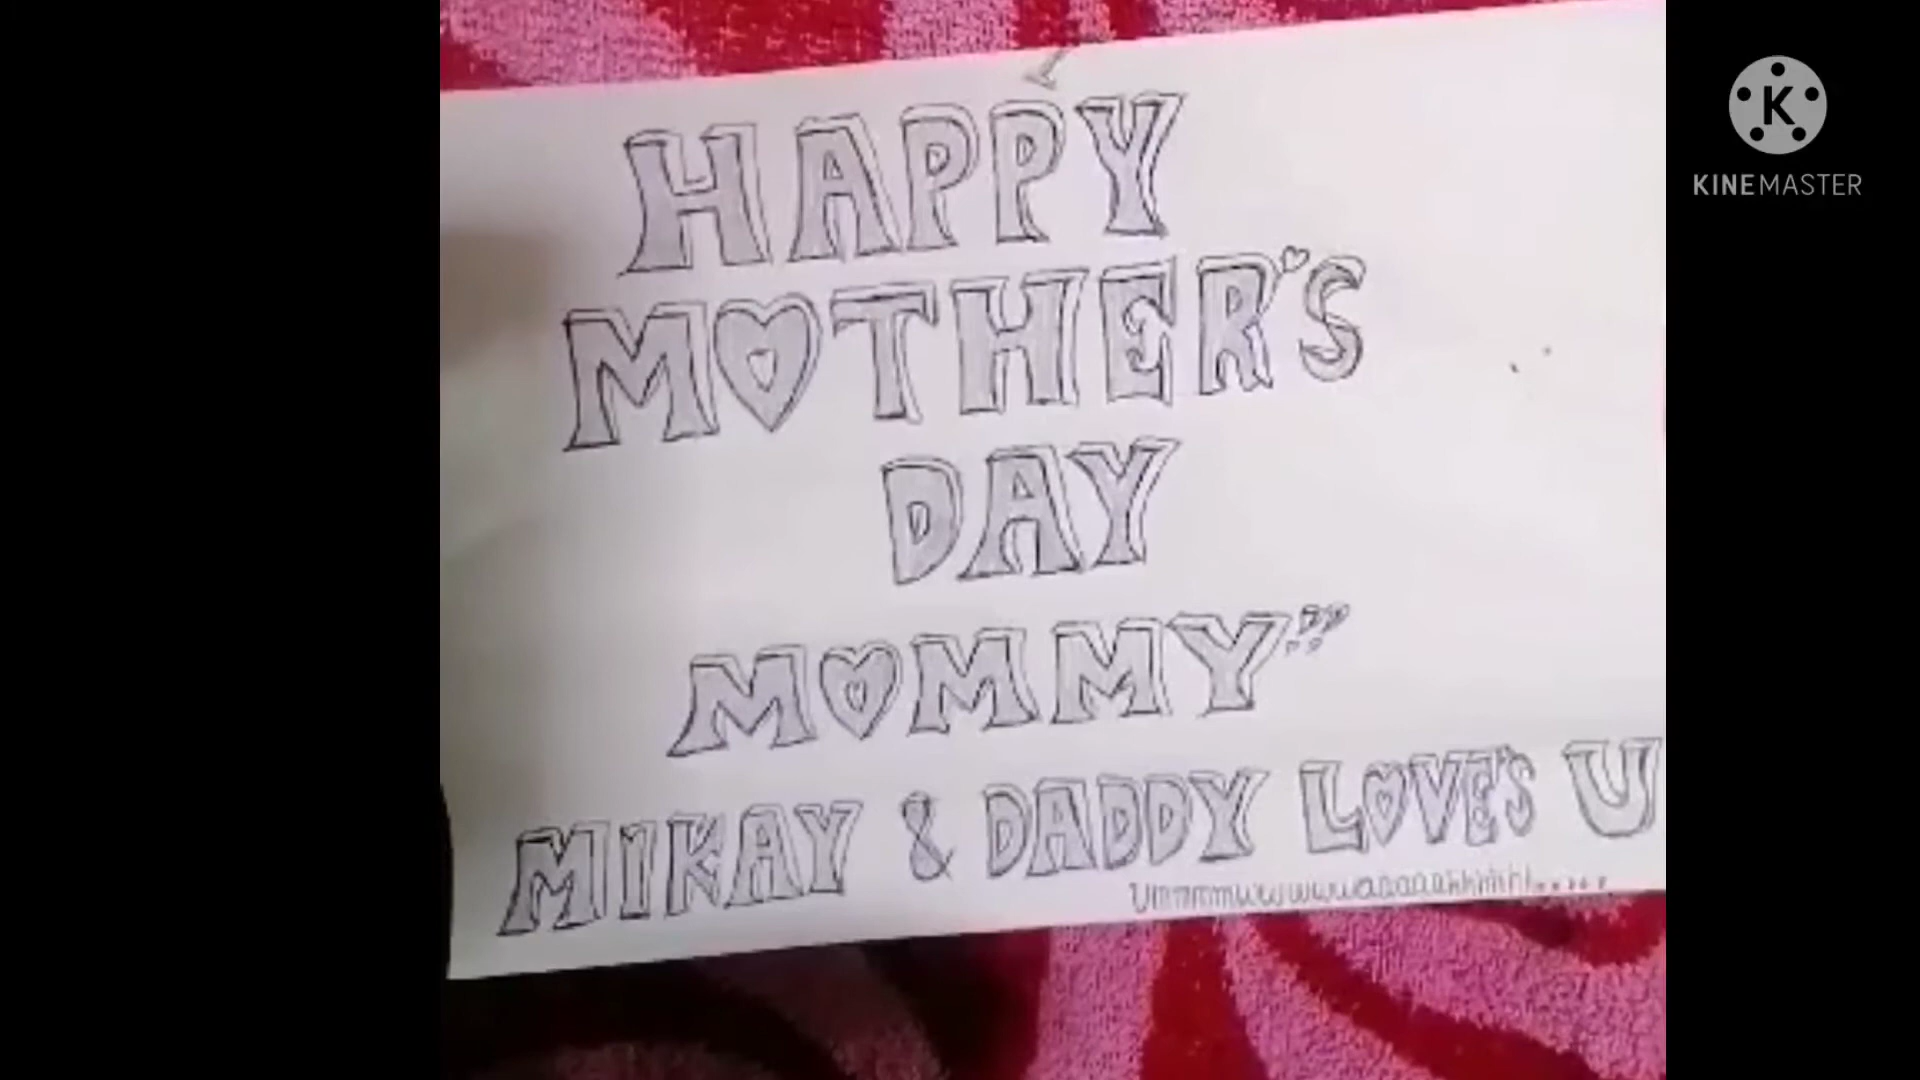 HAPPY
MOTHER'S
DAY
MOMMY"
MIKAY & DADDY LOVE'S U
KINEMASTER